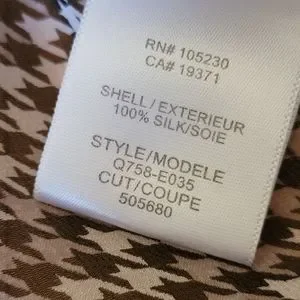 RN# 105230
CA# 19371
SHELL/EXTERIEUR
100% SILK/SOIE
STYLE/MODELE
Q758-E035
CUT/COUPE
505680